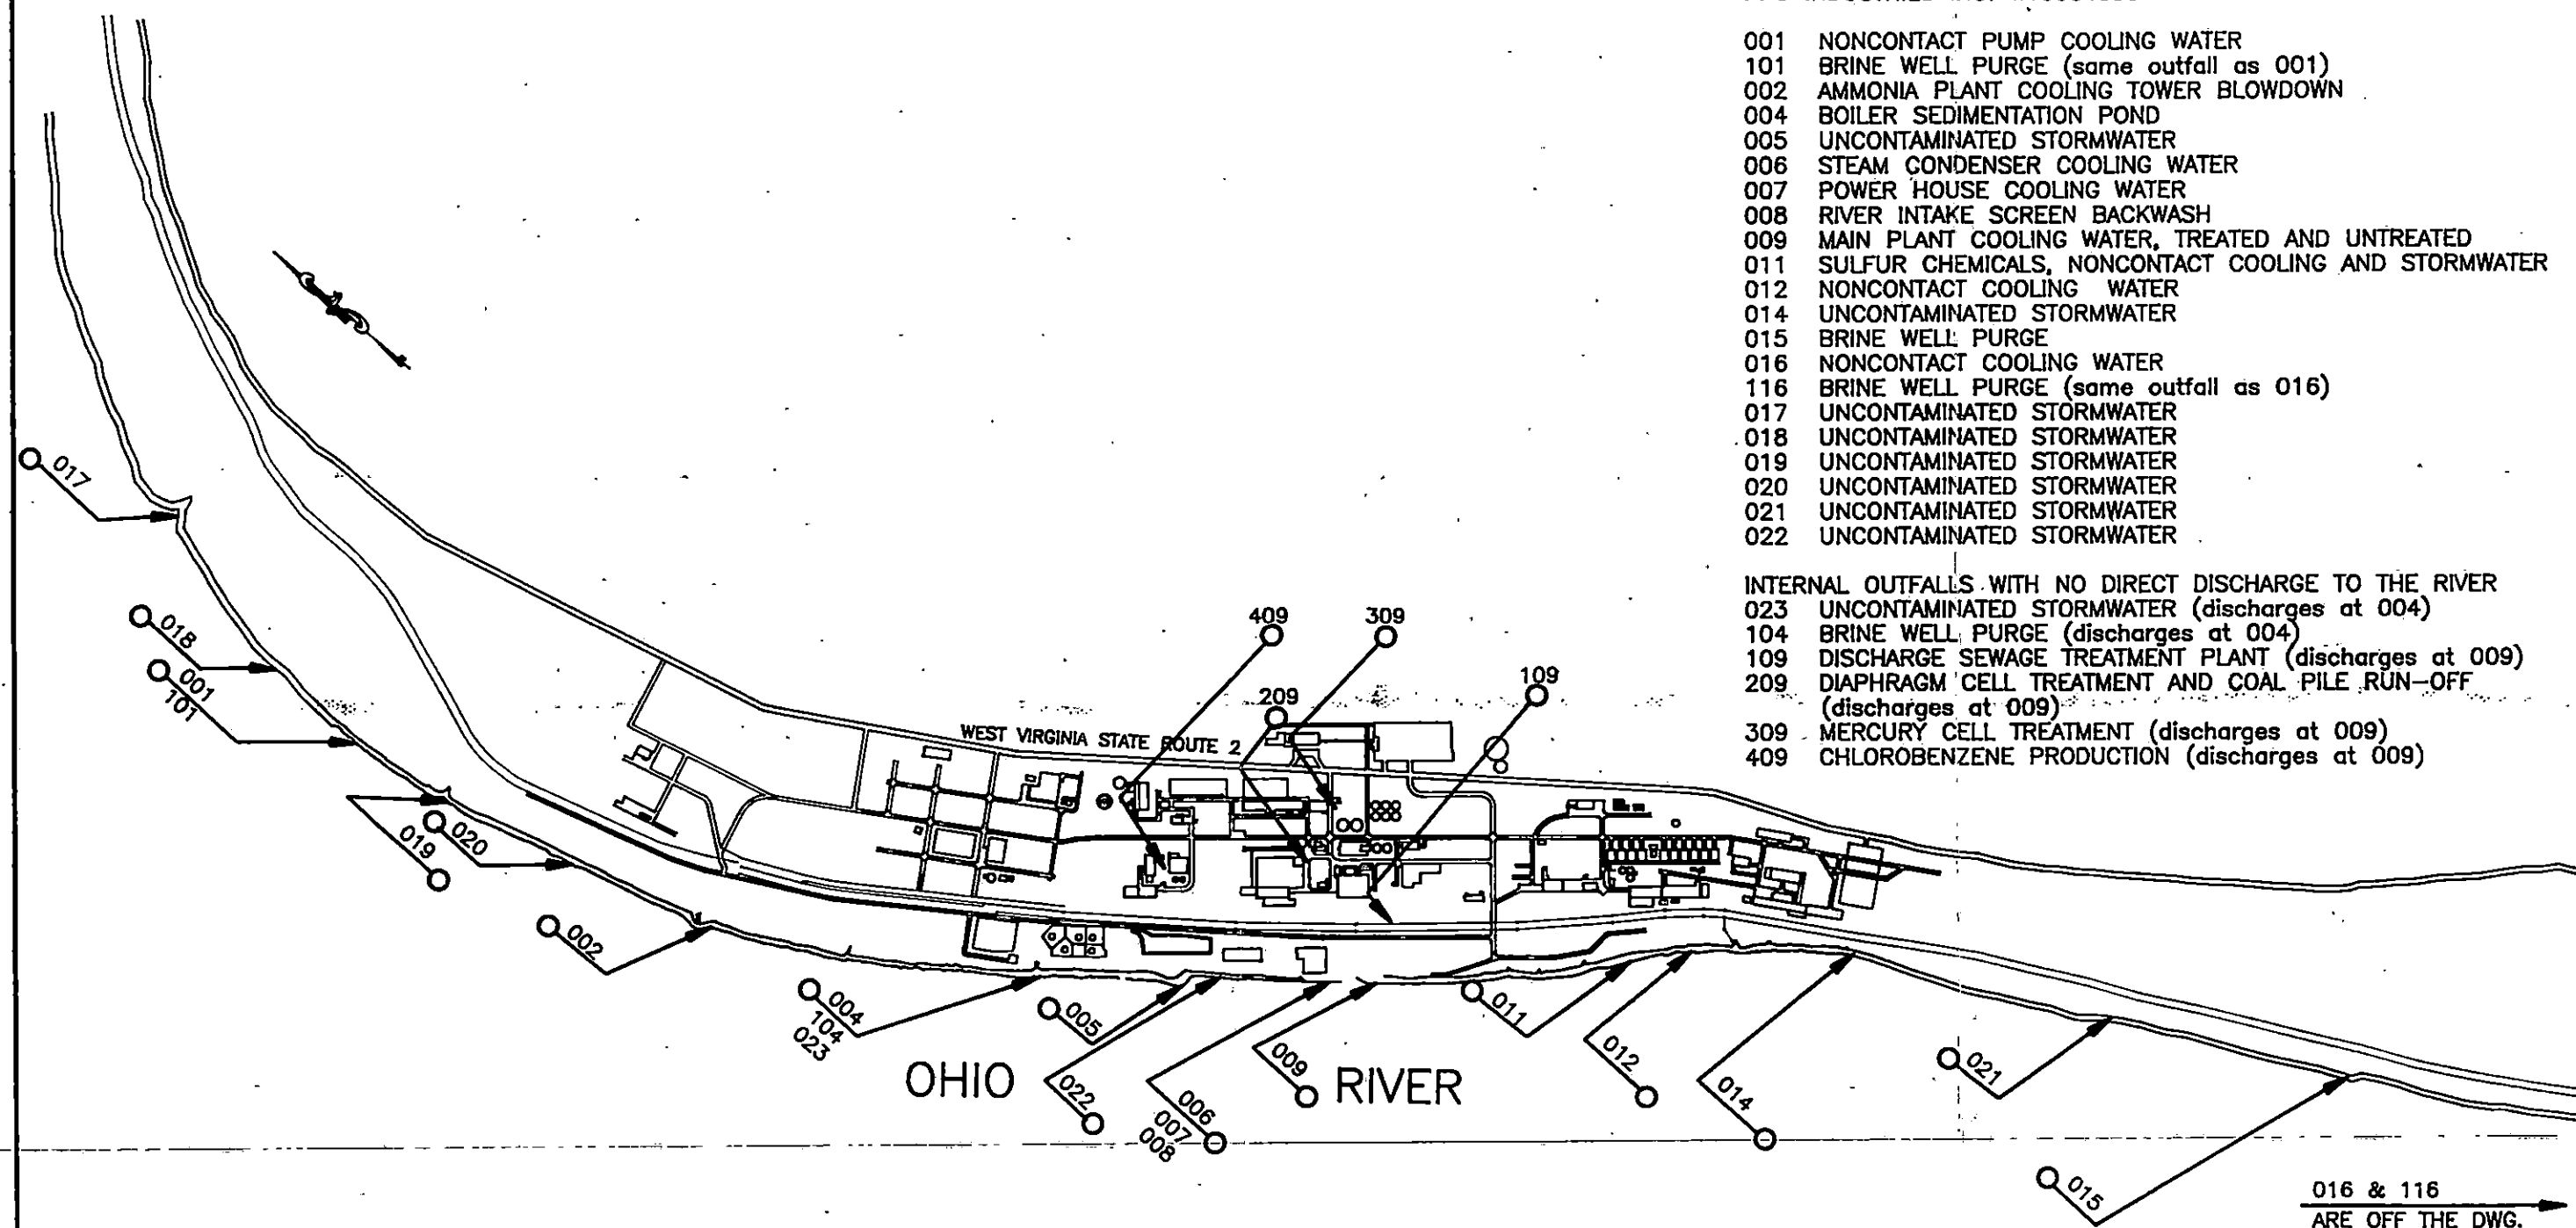 001 NONCONTACT PUMP COOLING WATER
101 BRINE WELL PURGE (same outfall as 001)
002 AMMONIA PLANT COOLING TOWER BLOWDOWN
004 BOILER SEDIMENTATION POND
005 UNCONTAMINATED STORMWATER
006 STEAM CONDENSER COOLING WATER
007 POWER HOUSE COOLING WATER
008 RIVER INTAKE SCREEN BACKWASH
009 MAIN PLANT COOLING WATER, TREATED AND UNTREATED
011 SULFUR CHEMICALS, NONCONTACT COOLING AND STORMWATER
012 NONCONTACT COOLING WATER
014 UNCONTAMINATED STORMWATER
015 BRINE WELL PURGE
016 NONCONTACT COOLING WATER
116 BRINE WELL PURGE (same outfall as 016)
017 UNCONTAMINATED STORMWATER
018 UNCONTAMINATED STORMWATER
019 UNCONTAMINATED STORMWATER
020 UNCONTAMINATED STORMWATER
021 UNCONTAMINATED STORMWATER
022 UNCONTAMINATED STORMWATER
INTERNAL OUTFALLS WITH NO DIRECT DISCHARGE TO THE RIVER
023 UNCONTAMINATED STORMWATER (discharges at 004)
104 BRINE WELL PURGE (discharges at 004)
109 DISCHARGE SEWAGE TREATMENT PLANT (discharges at 009)
209 DIAPHRAGM CELL TREATMENT AND COAL PILE RUN-OFF
(discharges at 009)
309 MERCURY CELL TREATMENT (discharges at 009)
409 CHLOROBENZENE PRODUCTION (discharges at 009)
017
018
001
101
019
020
002
409
309
209
109
WEST VIRGINIA STATE ROUTE 2
004
104
023
005
022
006
007
008
009
011
012
014
021
015
OHIO RIVER
016 & 116
ARE OFF THE DWG.